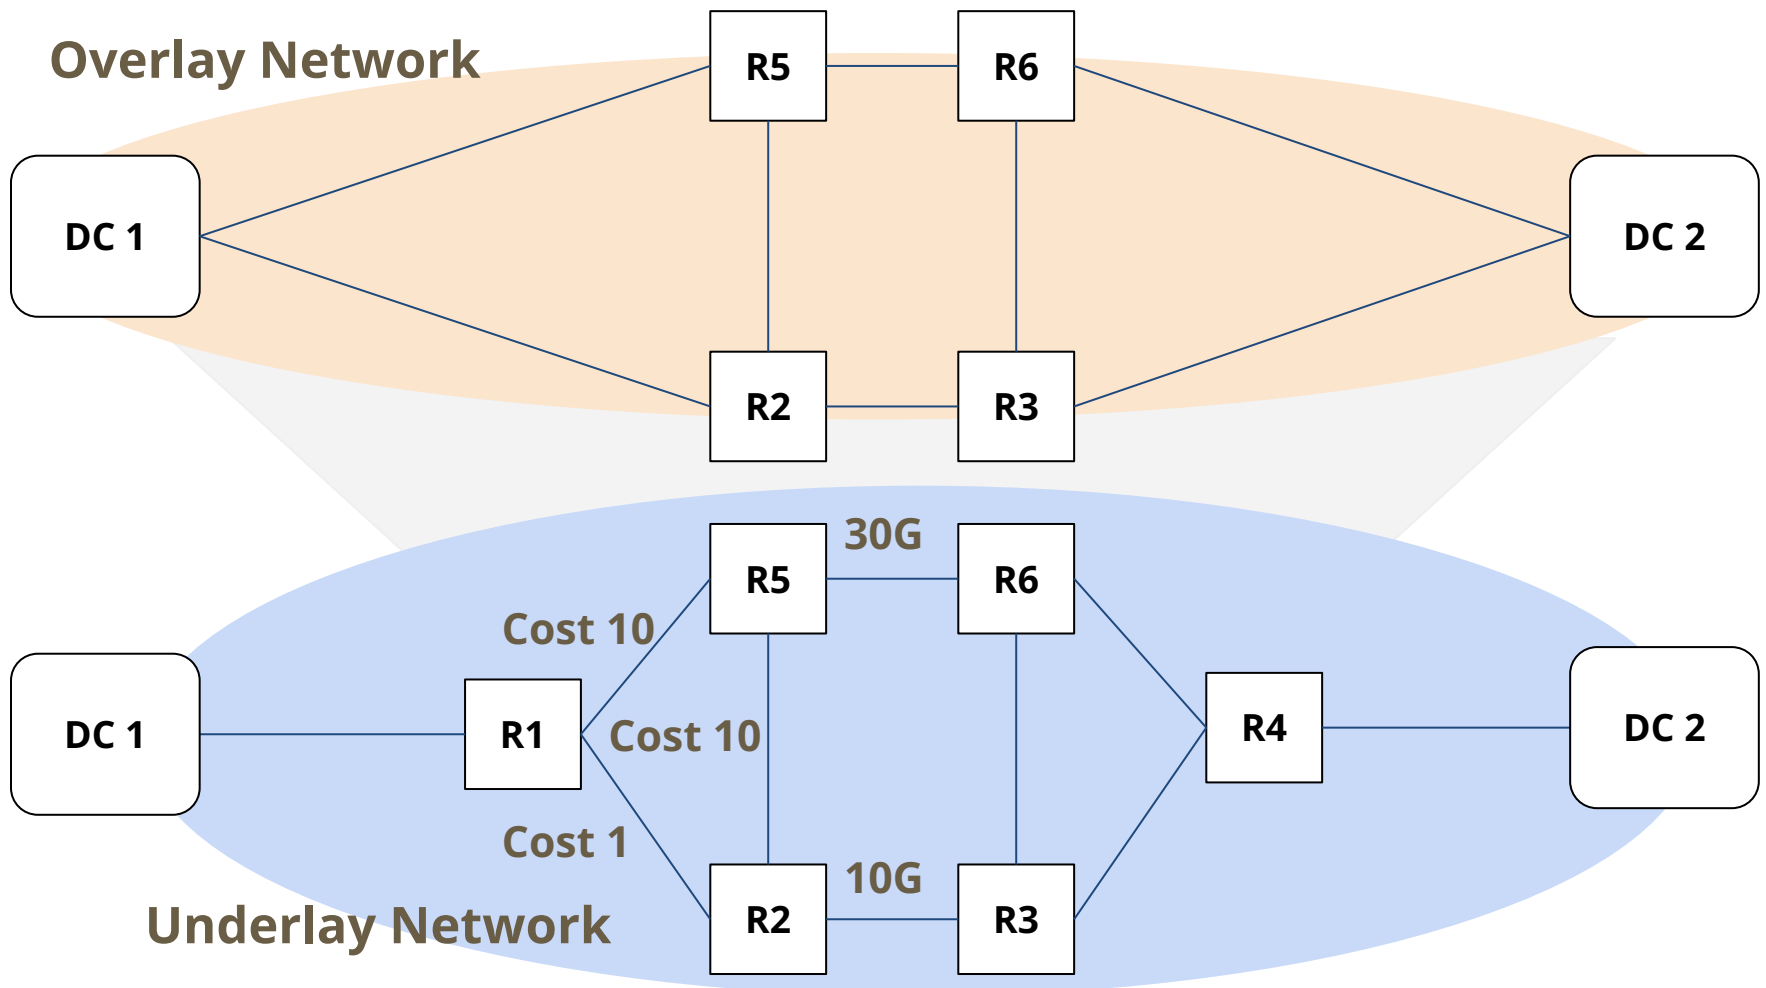 Overlay Network
R5
R6
DC 1
DC 2
R2
R3
30G
R5
R6
Cost 10
DC 1
R1
Cost 10
R4
DC 2
Cost 1
10G
R2
R3
Underlay Network